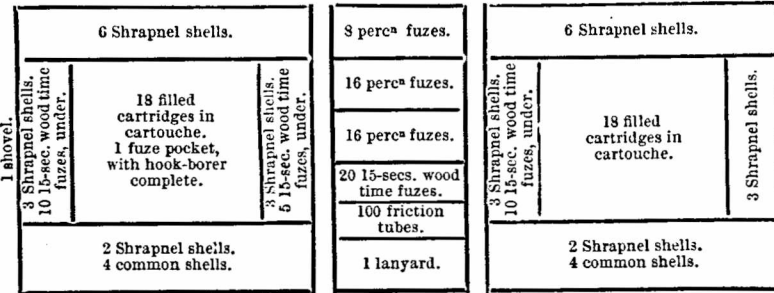 1 shovel.
6 Shrapnel shells.
3 Shrapnel shells.
10 15-sec. wood time
fuzes, under.
18 filled
cartridges in
cartouche.
1 fuze pocket,
with hook-borer
complete.
3 Shrapnel shells.
5 15-sec. wood time
fuzes, under.
2 Shrapnel shells.
4 common shells.
8 percⁿ fuzes.
16 percⁿ fuzes.
16 percⁿ fuzes.
20 15-secs. wood
time fuzes.
100 friction
tubes.
1 lanyard.
6 Shrapnel shells.
3 Shrapnel shells.
10 15-sec. wood time
fuzes, under.
18 filled
cartridges in
cartouche.
3 Shrapnel shells.
2 Shrapnel shells.
4 common shells.